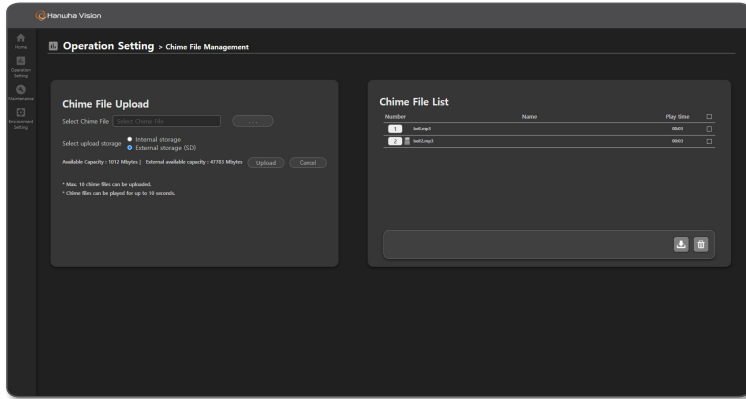 Hanwha Vision
Home
Operation Setting
Maintenance
Environment Setting
Operation Setting > Chime File Management
Chime File Upload
Select Chime File Select Chime File ...
Select upload storage Internal storage
External storage (SD)
Available Capacity : 1012 Mbytes | External available capacity : 47783 Mbytes Upload Cancel
* Max. 10 chime files can be uploaded.
* Chime files can be played for up to 10 seconds.
Chime File List
Number Name Play time
1 bell1.mp3 00:03
2 bell2.mp3 00:03